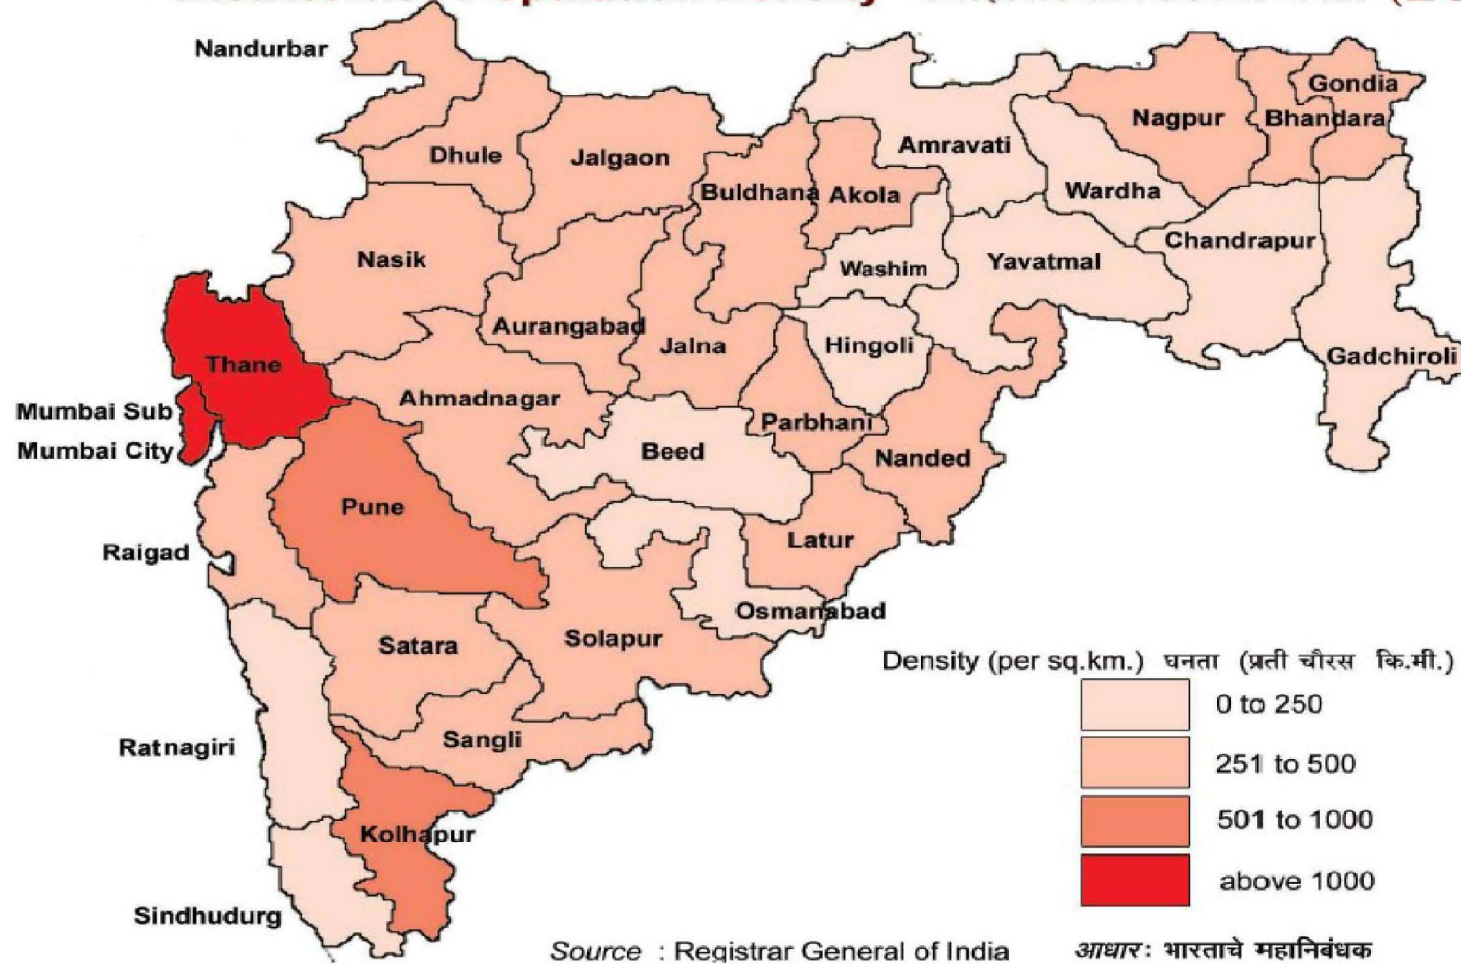 Nandurbar
Gondia
Nagpur
Bhandara
Amravati
Dhule
Jalgaon
Buldhana
Akola
Wardha
Chandrapur
Nasik
Washim
Yavatmal
Aurangabad
Jalna
Hingoli
Gadchiroli
Thane
Ahmadnagar
Mumbai Sub
Parbhani
Mumbai City
Beed
Nanded
Pune
Latur
Raigad
Osmanabad
Satara
Solapur
Density (per sq.km.) घनता (प्रती चौरस कि.मी.)
0 to 250
Ratnagiri
Sangli
251 to 500
501 to 1000
Kolhapur
above 1000
Sindhudurg
Source : Registrar General of India आधार: भारताचे महानिबंधक